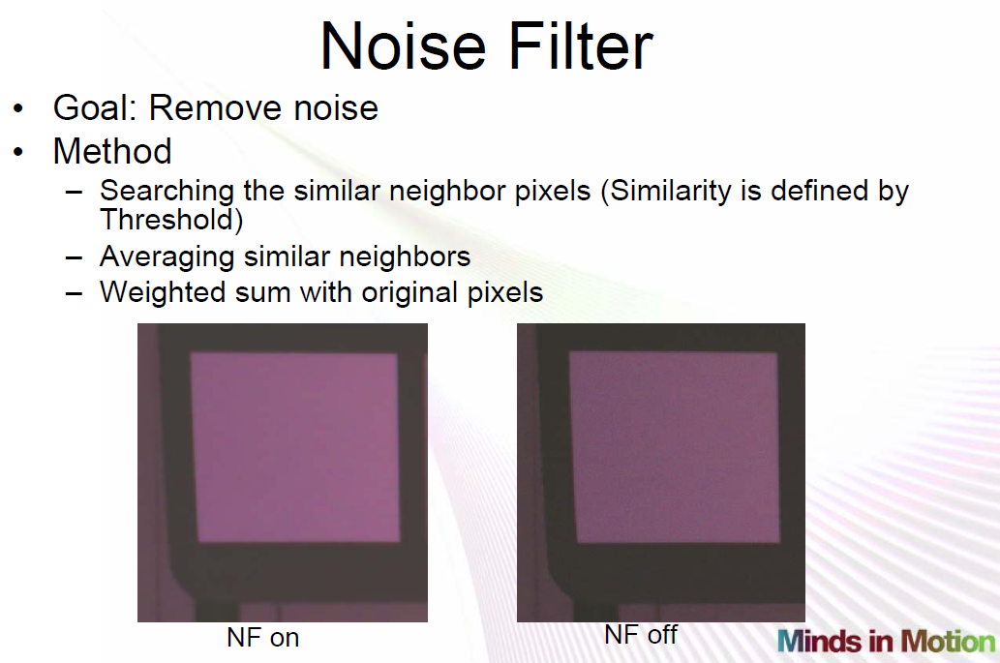 Noise Filter
• Goal: Remove noise
• Method
– Searching the similar neighbor pixels (Similarity is defined by
Threshold)
– Averaging similar neighbors
– Weighted sum with original pixels
NF on
NF off
Minds in Motion